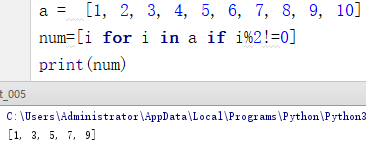 a =  [1, 2, 3, 4, 5, 6, 7, 8, 9, 10]
num=[i for i in a if i%2!=0]
print(num)
t_005
C:\Users\Administrator\AppData\Local\Programs\Python\Python3
[1, 3, 5, 7, 9]